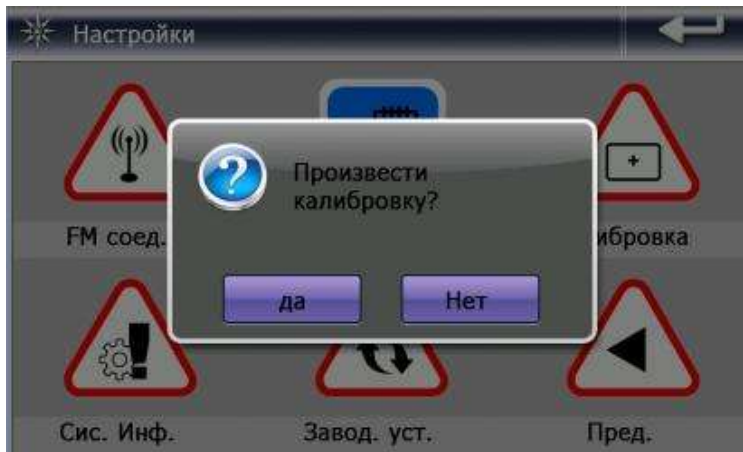 Настройки
Произвести
калибровку?
FM соед.
ибровка
да
Нет
Сис. Инф.
Завод. уст.
Пред.